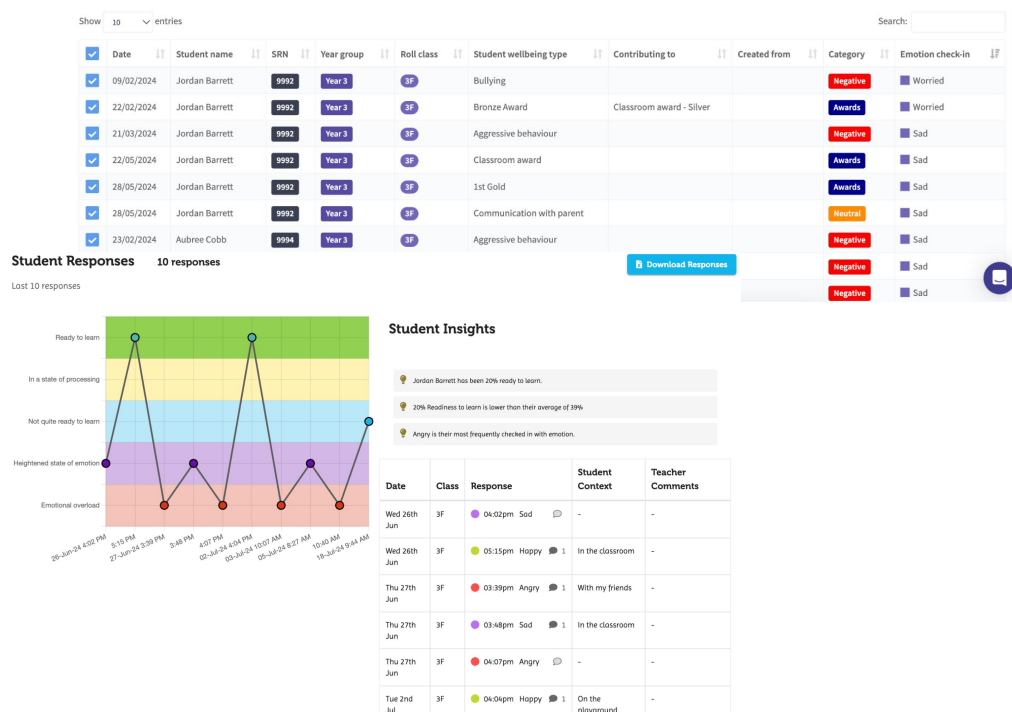 Show 10 entries Search:
Date Student name SRN Year group Roll class Student wellbeing type Contributing to Created from Category Emotion check-in
09/02/2024 Jordan Barrett 9992 Year 3 3F Bullying Negative Worried
22/02/2024 Jordan Barrett 9992 Year 3 3F Bronze Award Classroom award - Silver Awards Worried
21/03/2024 Jordan Barrett 9992 Year 3 3F Aggressive behaviour Negative Sad
22/05/2024 Jordan Barrett 9992 Year 3 3F Classroom award Awards Sad
28/05/2024 Jordan Barrett 9992 Year 3 3F 1st Gold Awards Sad
28/05/2024 Jordan Barrett 9992 Year 3 3F Communication with parent Neutral Sad
23/02/2024 Aubree Cobb 9994 Year 3 3F Aggressive behaviour Negative Sad
Negative Sad
Negative Sad
Student Responses 10 responses Download Responses
Last 10 responses
Ready to learn
In a state of processing
Not quite ready to learn
Heightened state of emotion
Emotional overload
26-Jun-24 4:02 PM
5:15 PM
27-Jun-24 3:39 PM
3:48 PM
4:07 PM
02-Jul-24 4:04 PM
03-Jul-24 10:07 AM
05-Jul-24 8:27 AM
10:40 AM
18-Jul-24 9:44 AM
Student Insights
Jordan Barrett has been 20% ready to learn.
20% Readiness to learn is lower than their average of 39%
Angry is their most frequently checked in with emotion.
Date Class Response Student Context Teacher Comments
Wed 26th Jun 3F 04:02pm Sad - -
Wed 26th Jun 3F 05:15pm Happy 1 In the classroom -
Thu 27th Jun 3F 03:39pm Angry 1 With my friends -
Thu 27th Jun 3F 03:48pm Sad 1 In the classroom -
Thu 27th Jun 3F 04:07pm Angry - -
Tue 2nd Jul 3F 04:04pm Happy 1 On the playground -